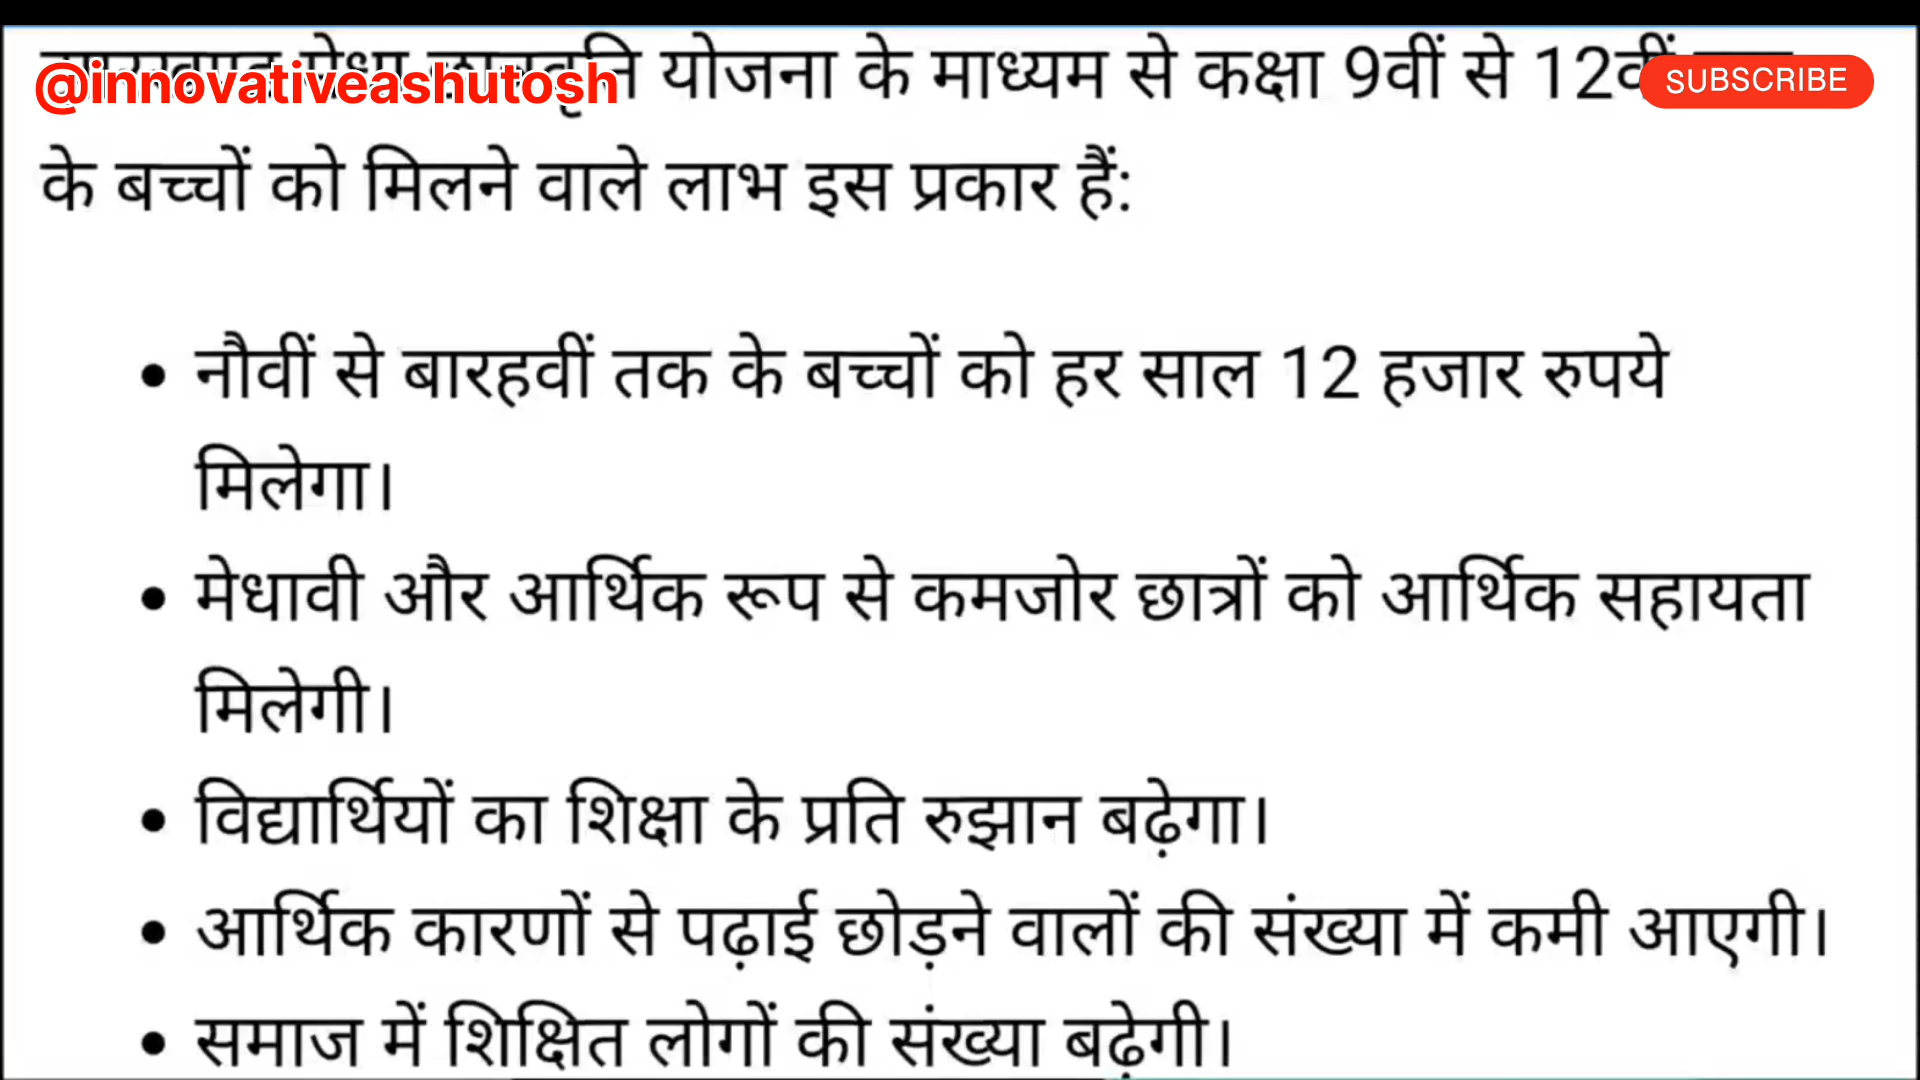 @innovativeashutosh
SUBSCRIBE
योजना के माध्यम से कक्षा 9वीं से 12वीं
के बच्चों को मिलने वाले लाभ इस प्रकार हैं:
• नौवीं से बारहवीं तक के बच्चों को हर साल 12 हजार रुपये
मिलेगा।
• मेधावी और आर्थिक रूप से कमजोर छात्रों को आर्थिक सहायता
मिलेगी।
• विद्यार्थियों का शिक्षा के प्रति रुझान बढ़ेगा।
• आर्थिक कारणों से पढ़ाई छोड़ने वालों की संख्या में कमी आएगी।
• समाज में शिक्षित लोगों की संख्या बढ़ेगी।